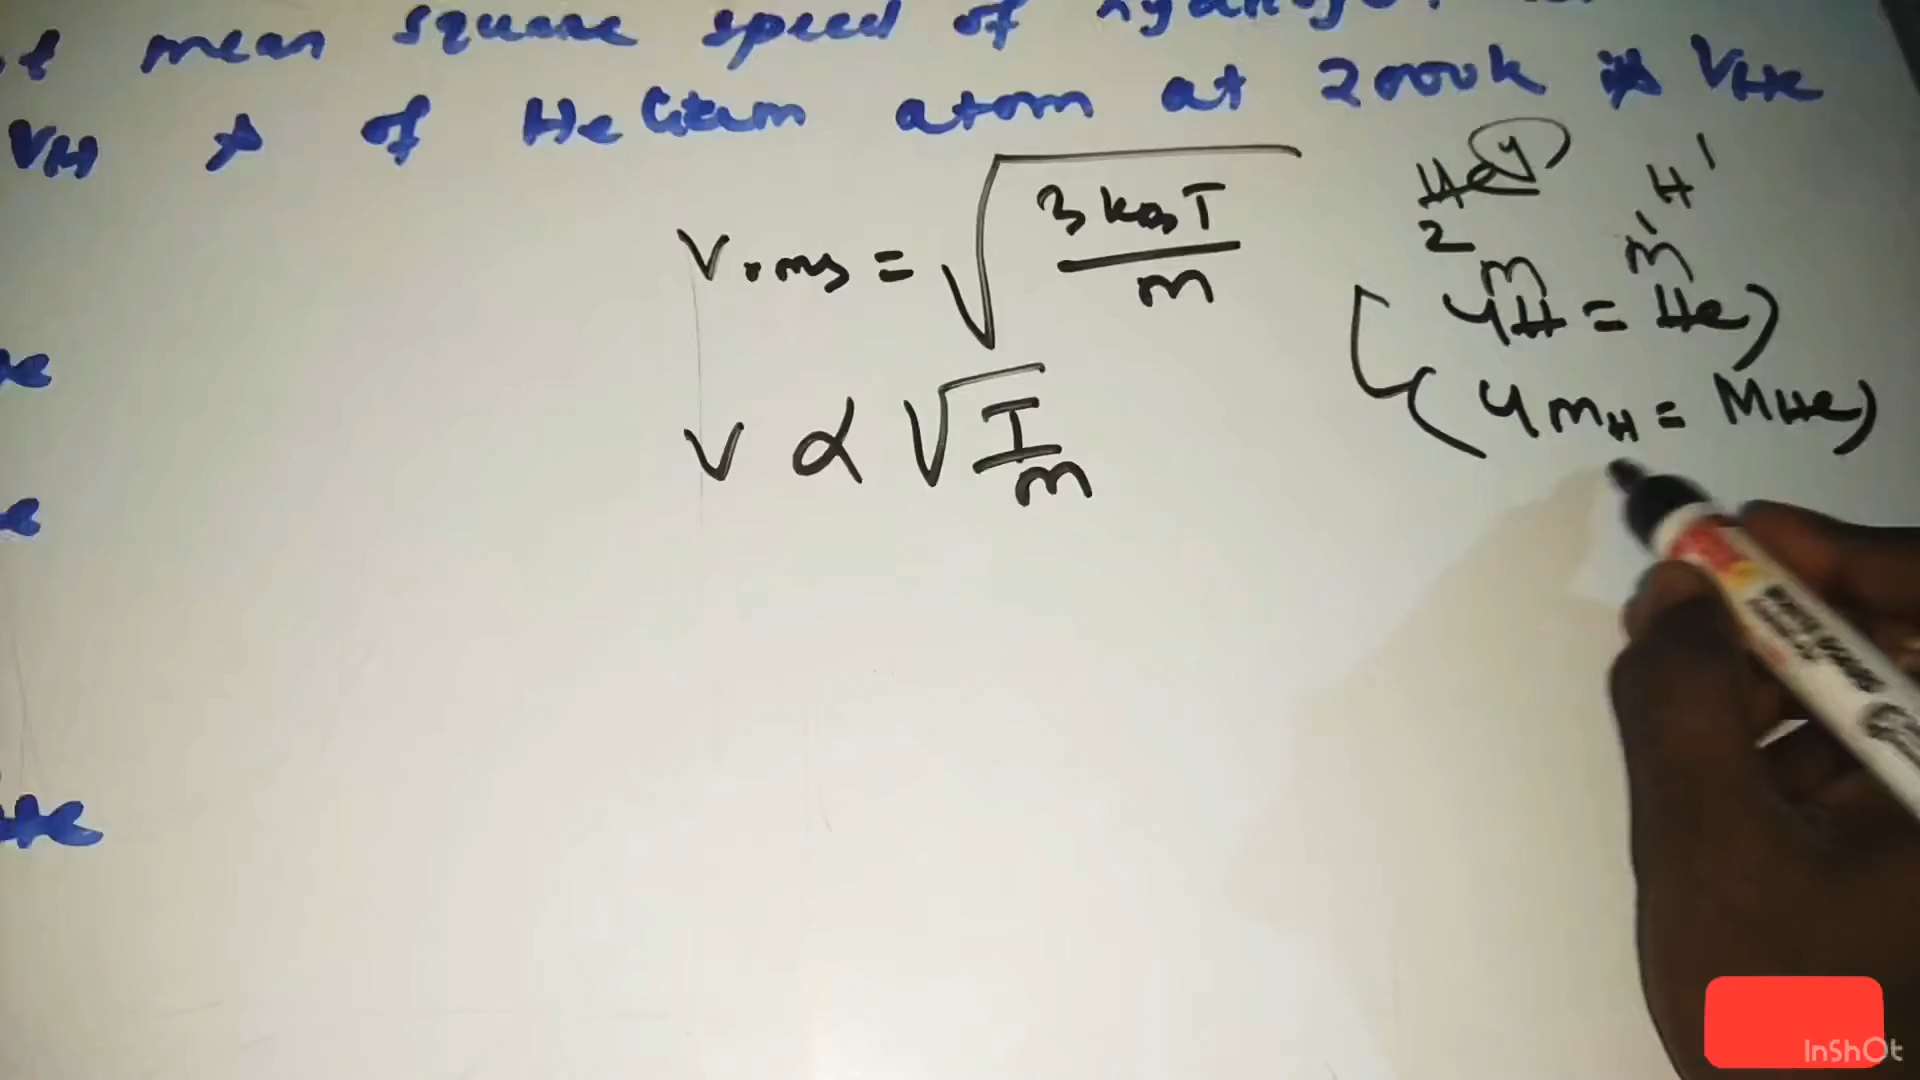 mean square speed of
VH & of Helium atom at 2000k is VHe
He 4 H 1
2 1
m m
Vrms = √3kBT/m
4H = He)
(4mH = MHe)
V ∝ √T/m
InShOt